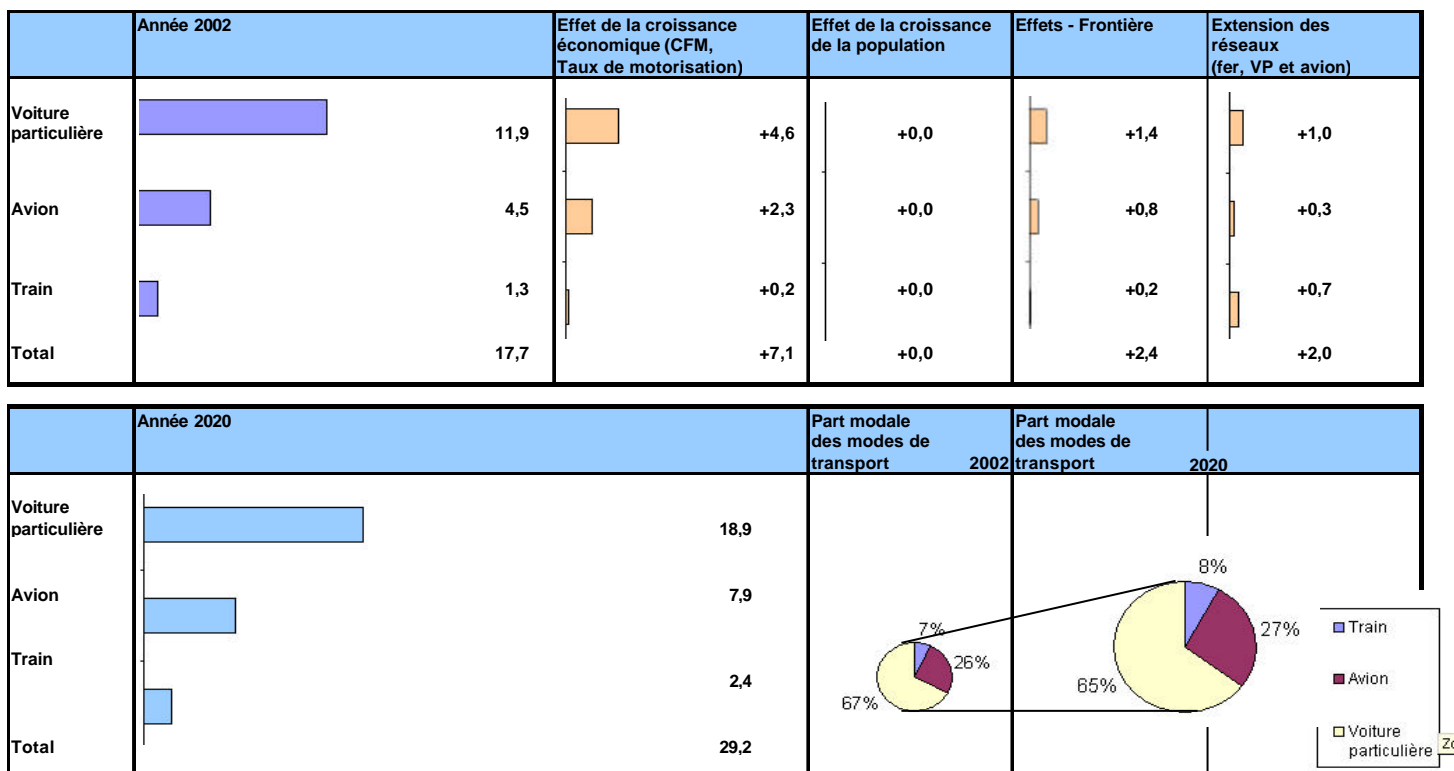 Année 2002
Effet de la croissance
économique (CFM,
Taux de motorisation)
Effet de la croissance
de la population
Effets - Frontière
Extension des
réseaux
(fer, VP et avion)
Voiture
particulière
11,9
+4,6
+0,0
+1,4
+1,0
Avion
4,5
+2,3
+0,0
+0,8
+0,3
Train
1,3
+0,2
+0,0
+0,2
+0,7
Total
17,7
+7,1
+0,0
+2,4
+2,0
Année 2020
Part modale
des modes de
transport 2002
Part modale
des modes de
transport 2020
Voiture
particulière
18,9
Avion
7,9
Train
2,4
Total
29,2
7%
26%
67%
8%
27%
65%
Train
Avion
Voiture
particulière